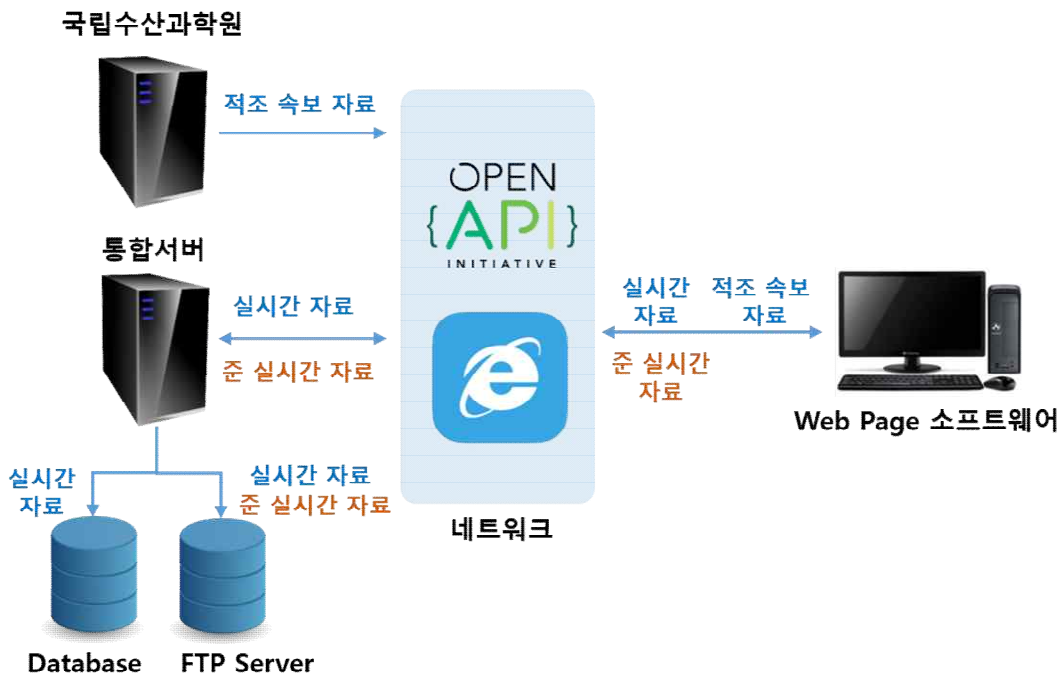 국립수산과학원
적조 속보 자료
OPEN
{API}
INITIATIVE
통합서버
실시간 자료
준 실시간 자료
실시간
자료
적조 속보
자료
준 실시간
자료
Web Page 소프트웨어
실시간
자료
실시간 자료
준 실시간 자료
네트워크
Database
FTP Server